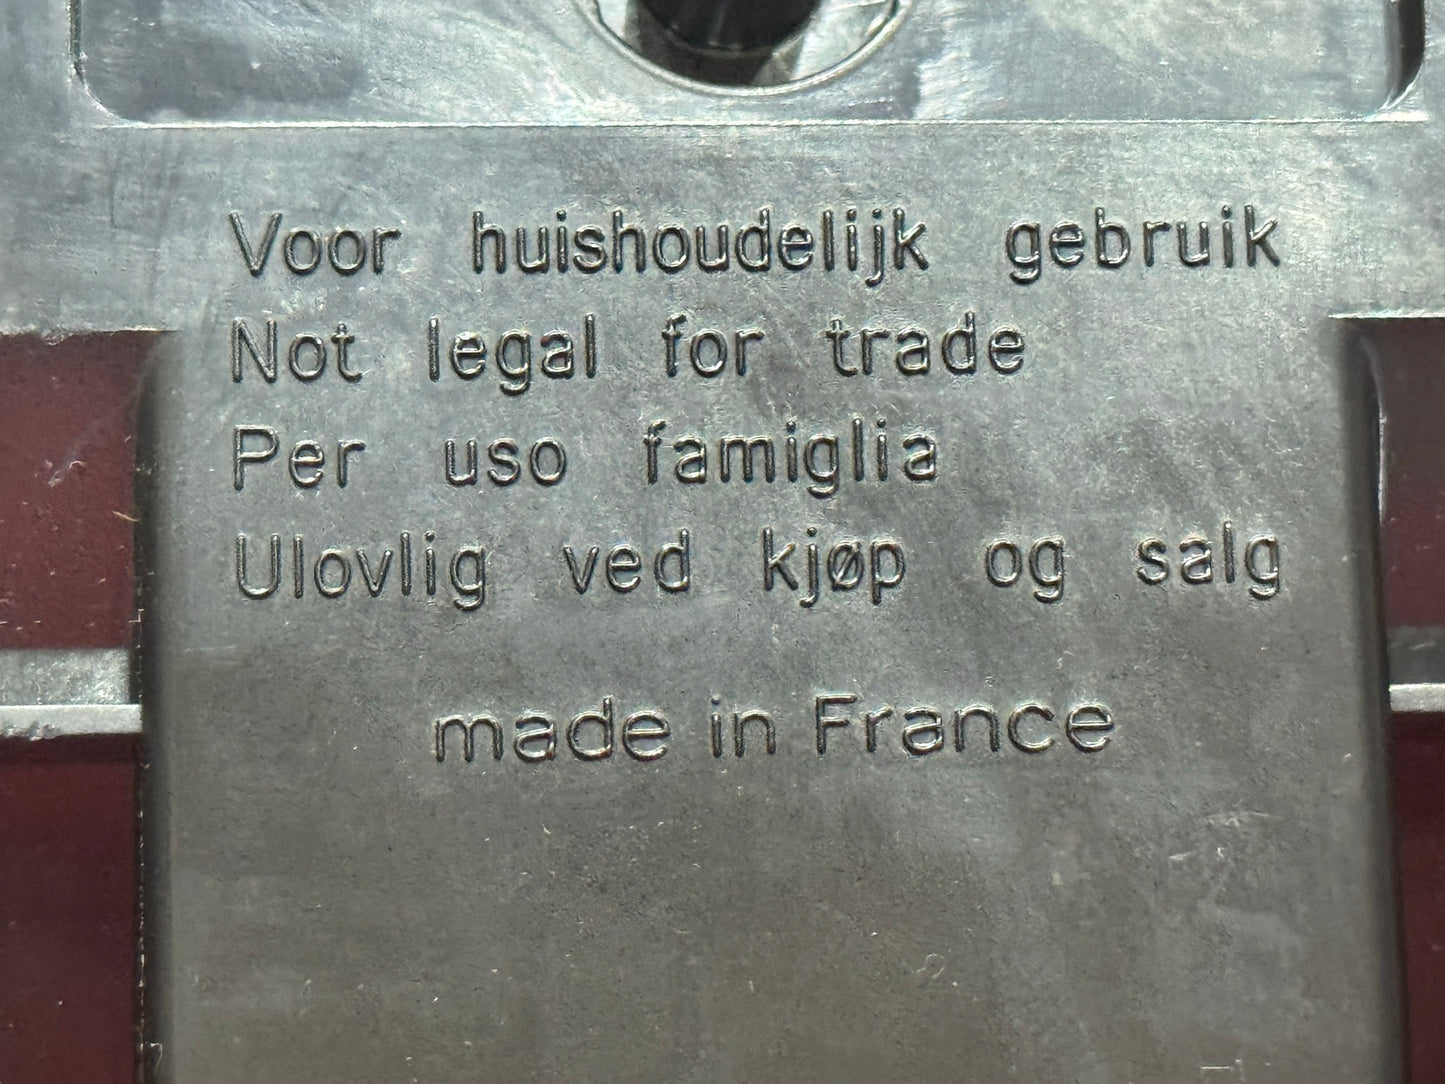 Voor huishoudelijk gebruik
Not legal for trade
Per uso famiglia
Ulovlig ved kjøp og salg
made in France